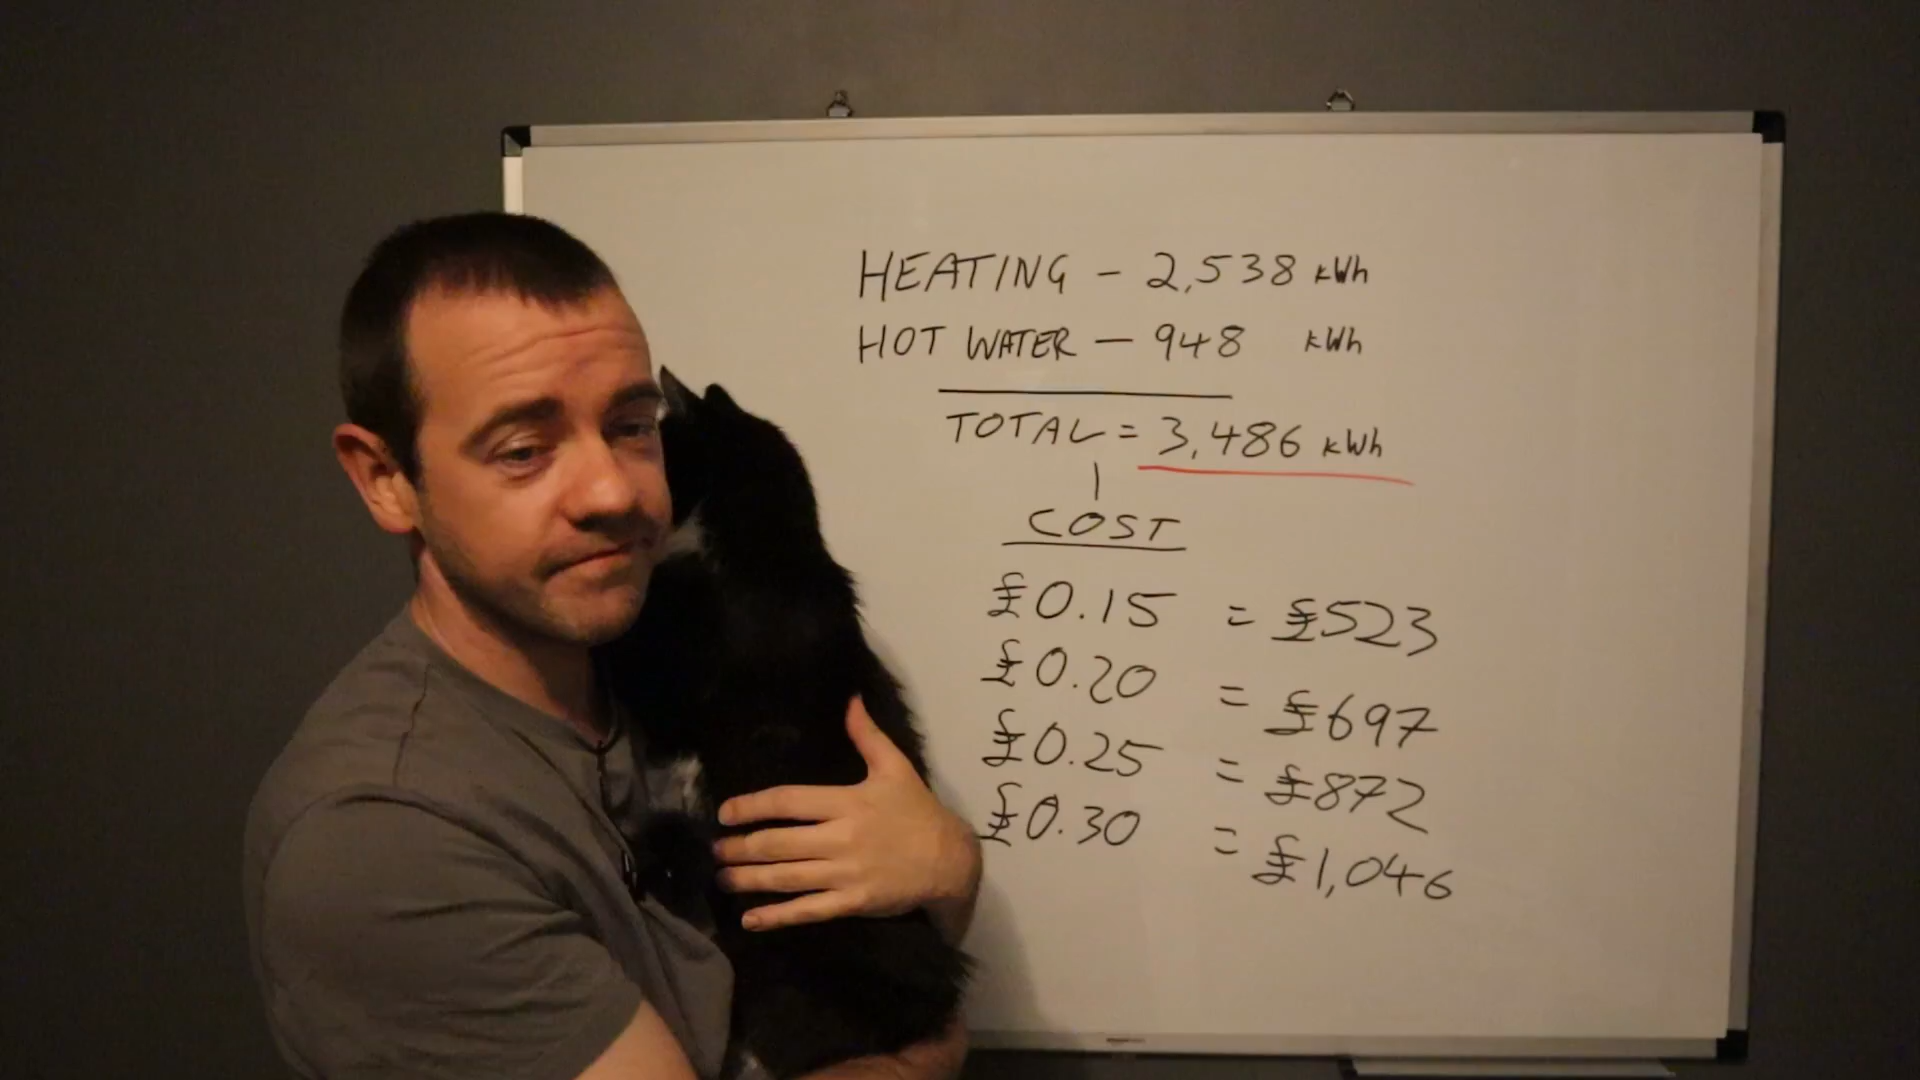 HEATING - 2,538 kWh
HOT WATER - 948 kWh
TOTAL = 3,486 kWh
COST
£0.15 = £523
£0.20 = £697
£0.25 = £872
£0.30 = £1,046